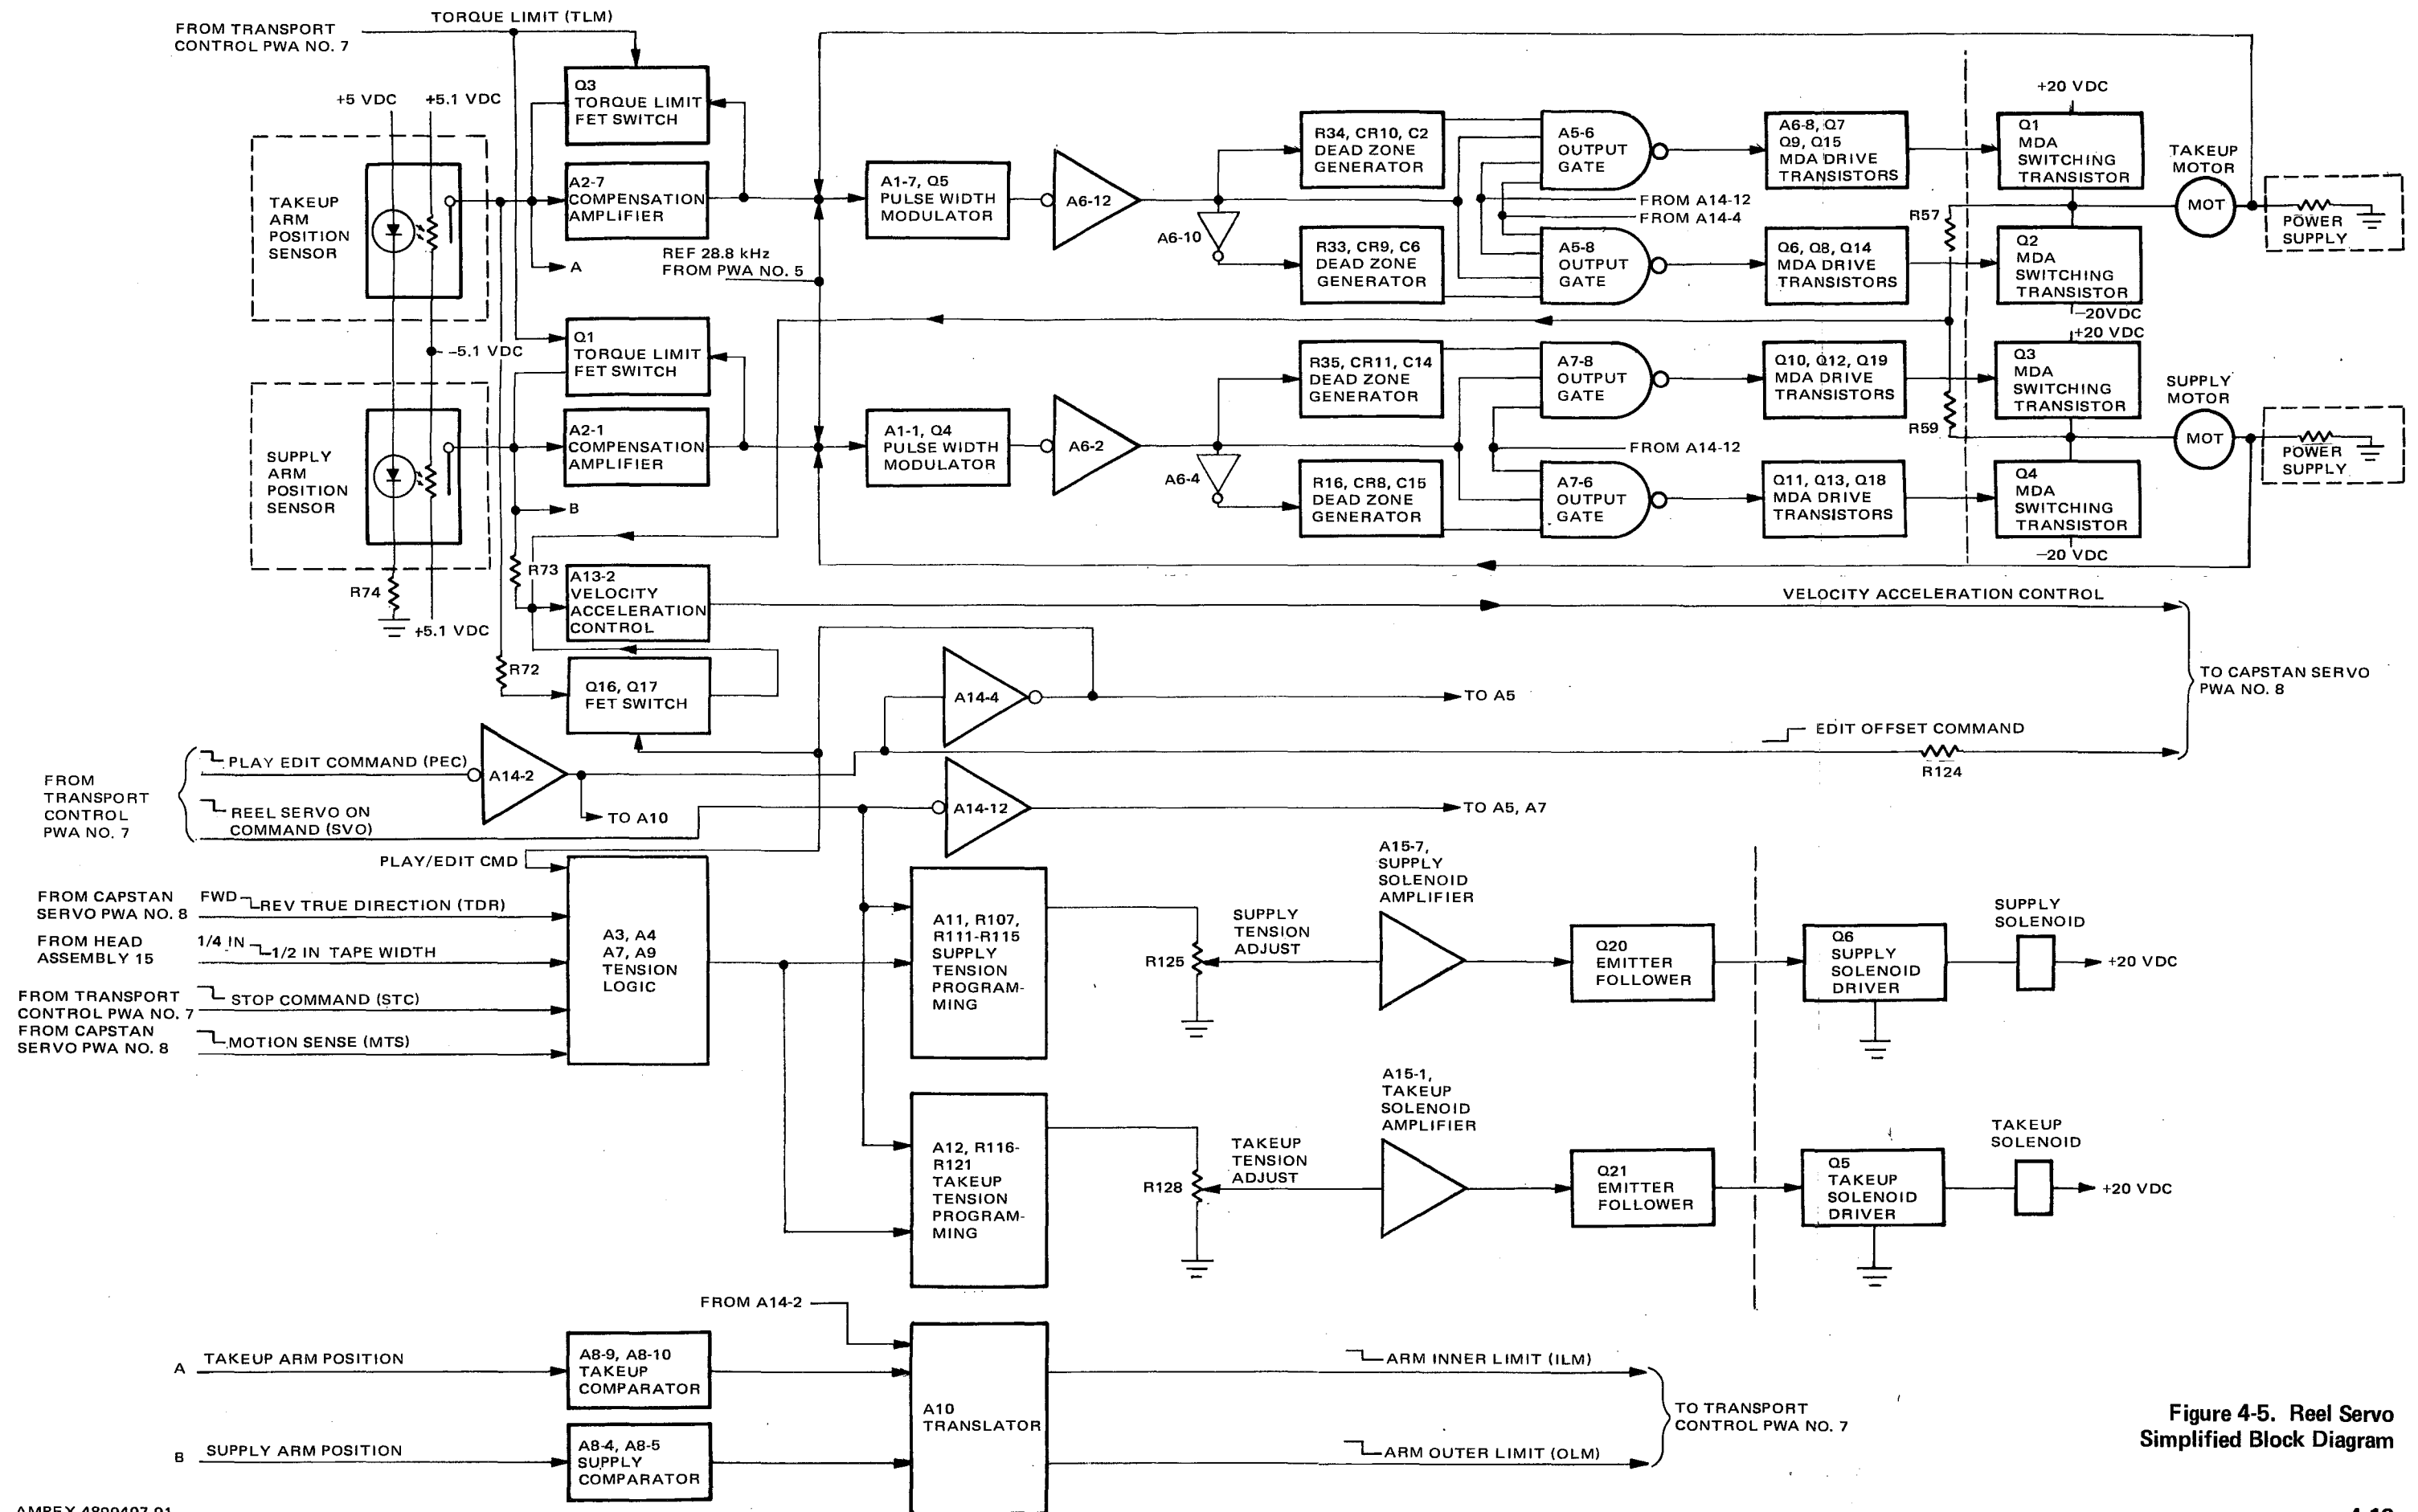 TORQUE LIMIT (TLM)
FROM TRANSPORT
CONTROL PWA NO. 7
+5 VDC
+5.1 VDC
Q3
TORQUE LIMIT
FET SWITCH
TAKEUP
ARM
POSITION
SENSOR
A2-7
COMPENSATION
AMPLIFIER
A
REF 28.8 kHz
FROM PWA NO. 5
A1-7, Q5
PULSE WIDTH
MODULATOR
A6-12
A6-10
R34, CR10, C2
DEAD ZONE
GENERATOR
R33, CR9, C6
DEAD ZONE
GENERATOR
A5-6
OUTPUT
GATE
FROM A14-12
FROM A14-4
A5-8
OUTPUT
GATE
A6-8, Q7
Q9, Q15
MDA DRIVE
TRANSISTORS
Q6, Q8, Q14
MDA DRIVE
TRANSISTORS
R57
+20 VDC
Q1
MDA
SWITCHING
TRANSISTOR
Q2
MDA
SWITCHING
TRANSISTOR
−20VDC
TAKEUP
MOTOR
MOT
POWER
SUPPLY
−5.1 VDC
Q1
TORQUE LIMIT
FET SWITCH
SUPPLY
ARM
POSITION
SENSOR
A2-1
COMPENSATION
AMPLIFIER
B
R74
+5.1 VDC
A1-1, Q4
PULSE WIDTH
MODULATOR
A6-2
A6-4
R35, CR11, C14
DEAD ZONE
GENERATOR
R16, CR8, C15
DEAD ZONE
GENERATOR
A7-8
OUTPUT
GATE
FROM A14-12
A7-6
OUTPUT
GATE
Q10, Q12, Q19
MDA DRIVE
TRANSISTORS
Q11, Q13, Q18
MDA DRIVE
TRANSISTORS
R59
+20 VDC
Q3
MDA
SWITCHING
TRANSISTOR
Q4
MDA
SWITCHING
TRANSISTOR
−20 VDC
SUPPLY
MOTOR
MOT
POWER
SUPPLY
R73
A13-2
VELOCITY
ACCELERATION
CONTROL
VELOCITY ACCELERATION CONTROL
R72
Q16, Q17
FET SWITCH
A14-4
TO A5
TO CAPSTAN SERVO
PWA NO. 8
EDIT OFFSET COMMAND
R124
FROM
TRANSPORT
CONTROL
PWA NO. 7
PLAY EDIT COMMAND (PEC)
A14-2
TO A10
REEL SERVO ON
COMMAND (SVO)
A14-12
TO A5, A7
PLAY/EDIT CMD
FROM CAPSTAN
SERVO PWA NO. 8
FWD
REV TRUE DIRECTION (TDR)
FROM HEAD
ASSEMBLY 15
1/4 IN
1/2 IN TAPE WIDTH
FROM TRANSPORT
CONTROL PWA NO. 7
STOP COMMAND (STC)
FROM CAPSTAN
SERVO PWA NO. 8
MOTION SENSE (MTS)
A3, A4
A7, A9
TENSION
LOGIC
A11, R107,
R111-R115
SUPPLY
TENSION
PROGRAM-
MING
R125
SUPPLY
TENSION
ADJUST
A15-7,
SUPPLY
SOLENOID
AMPLIFIER
Q20
EMITTER
FOLLOWER
Q6
SUPPLY
SOLENOID
DRIVER
SUPPLY
SOLENOID
+20 VDC
A12, R116-
R121
TAKEUP
TENSION
PROGRAM-
MING
R128
TAKEUP
TENSION
ADJUST
A15-1,
TAKEUP
SOLENOID
AMPLIFIER
Q21
EMITTER
FOLLOWER
Q5
TAKEUP
SOLENOID
DRIVER
TAKEUP
SOLENOID
+20 VDC
FROM A14-2
A
TAKEUP ARM POSITION
A8-9, A8-10
TAKEUP
COMPARATOR
B
SUPPLY ARM POSITION
A8-4, A8-5
SUPPLY
COMPARATOR
A10
TRANSLATOR
ARM INNER LIMIT (ILM)
ARM OUTER LIMIT (OLM)
TO TRANSPORT
CONTROL PWA NO. 7
Figure 4-5. Reel Servo
Simplified Block Diagram